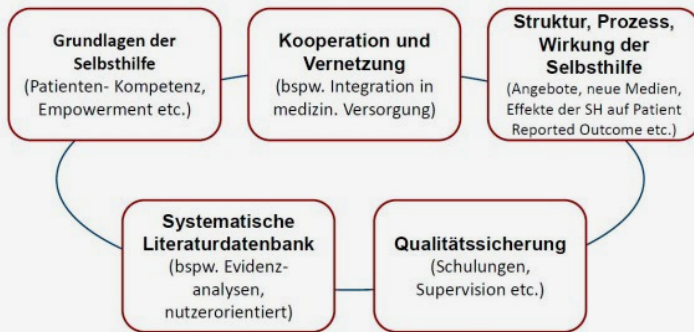 Grundlagen der
Selbsthilfe
(Patienten- Kompetenz,
Empowerment etc.)
Kooperation und
Vernetzung
(bspw. Integration in
medizin. Versorgung)
Struktur, Prozess,
Wirkung der
Selbsthilfe
(Angebote, neue Medien,
Effekte der SH auf Patient
Reported Outcome etc.)
Systematische
Literaturdatenbank
(bspw. Evidenz-
analysen,
nutzerorientiert)
Qualitätssicherung
(Schulungen,
Supervision etc.)